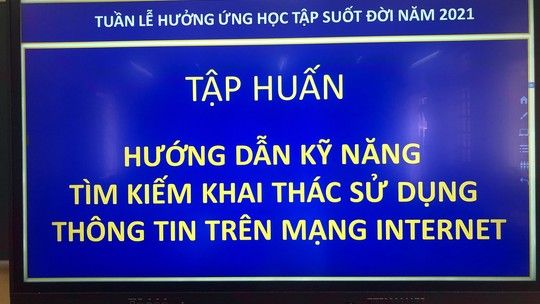 TUẦN LỄ HƯỞNG ỨNG HỌC TẬP SUỐT ĐỜI NĂM 2021
TẬP HUẤN
HƯỚNG DẪN KỸ NĂNG
TÌM KIẾM KHAI THÁC SỬ DỤNG
THÔNG TIN TRÊN MẠNG INTERNET